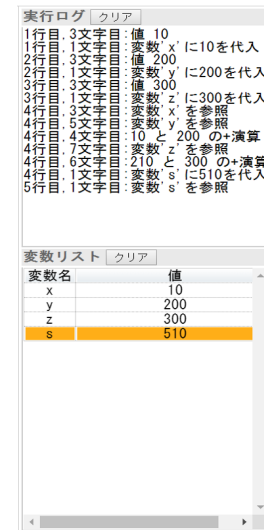 実行ログ クリア
1行目,3文字目:値 10
1行目,1文字目:変数'x'に10を代入
2行目,3文字目:値 200
2行目,1文字目:変数'y'に200を代入
3行目,3文字目:値 300
3行目,1文字目:変数'z'に300を代入
4行目,3文字目:変数'x'を参照
4行目,5文字目:変数'y'を参照
4行目,4文字目:10 と 200 の+演算
4行目,7文字目:変数'z'を参照
4行目,6文字目:210 と 300 の+演算
4行目,1文字目:変数's'に510を代入
5行目,1文字目:変数's'を参照
変数リスト クリア
変数名 値
x 10
y 200
z 300
s 510